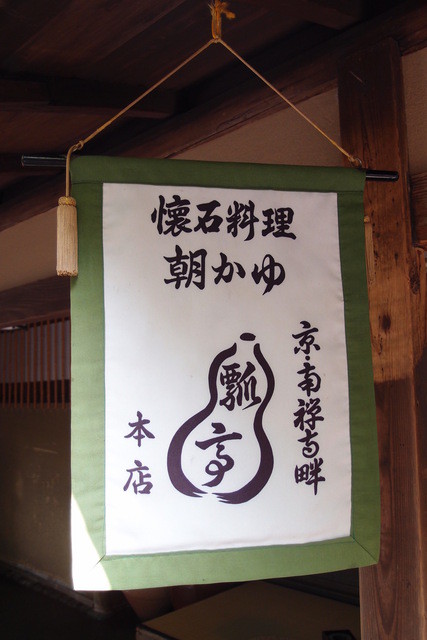 懐石料理
朝かゆ
京・南禅寺畔
瓢亭
本店